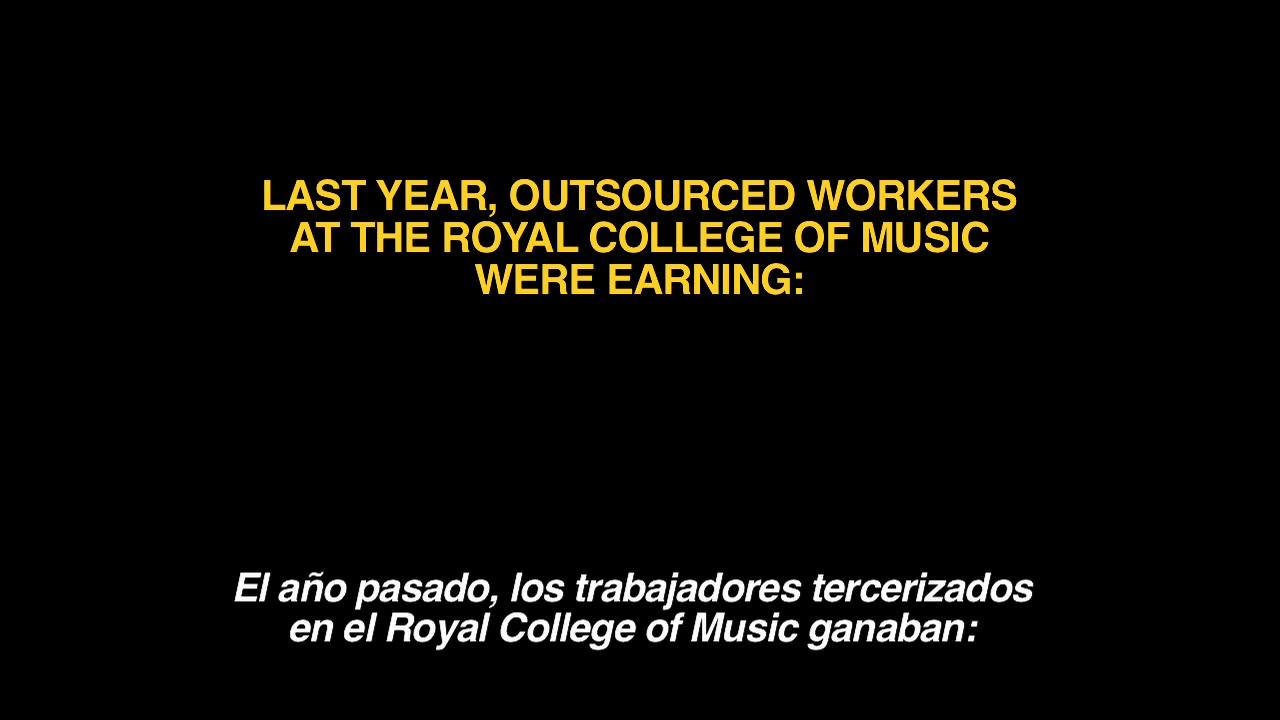 LAST YEAR, OUTSOURCED WORKERS
AT THE ROYAL COLLEGE OF MUSIC
WERE EARNING:
El año pasado, los trabajadores tercerizados
en el Royal College of Music ganaban: